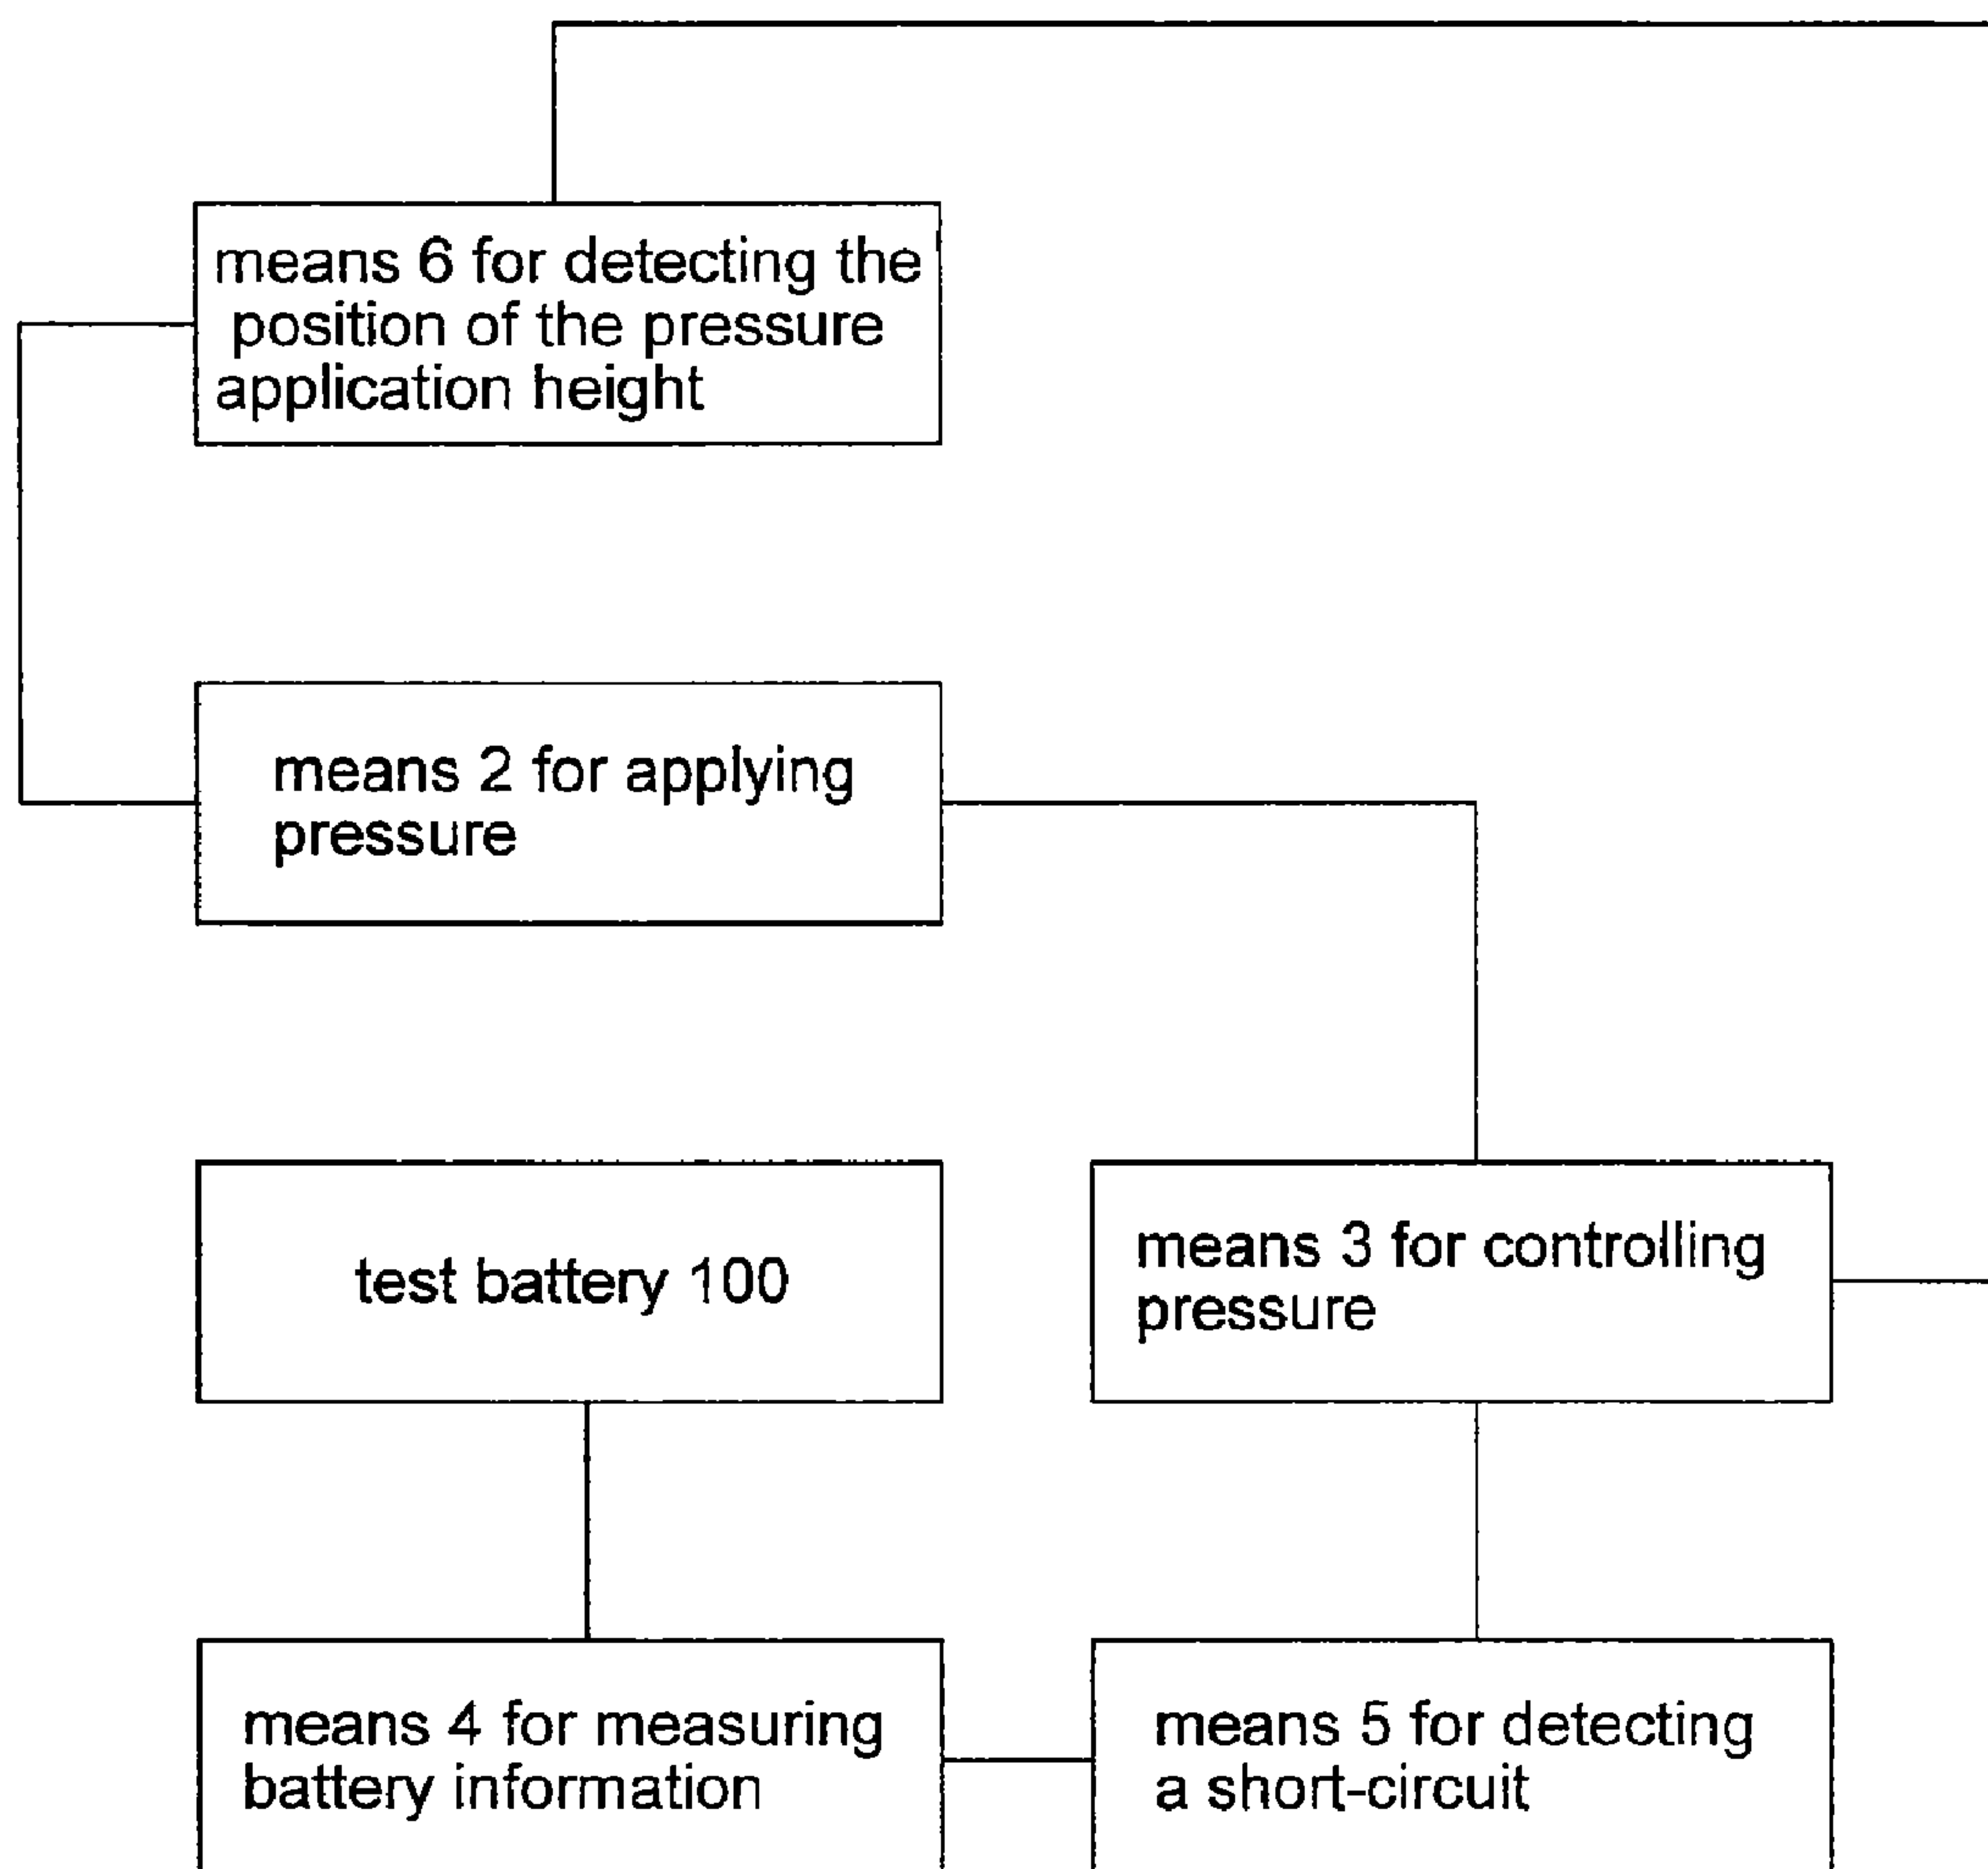 means 6 for detecting the
position of the pressure
application height
means 2 for applying
pressure
test battery 100
means 3 for controlling
pressure
means 4 for measuring
battery information
means 5 for detecting
a short-circuit